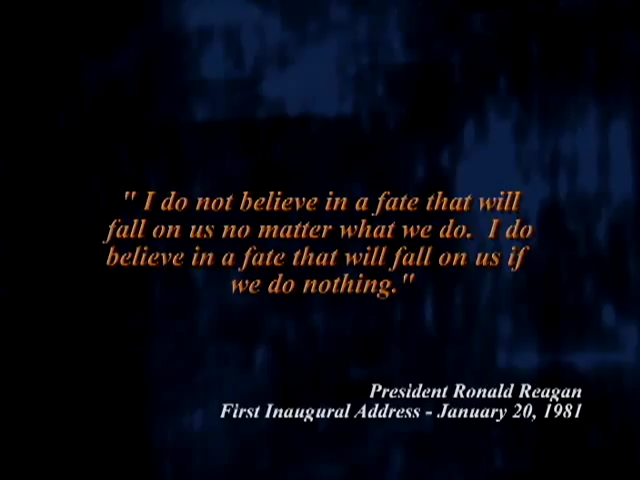 " I do not believe in a fate that will
fall on us no matter what we do.  I do
believe in a fate that will fall on us if
we do nothing."
President Ronald Reagan
First Inaugural Address - January 20, 1981